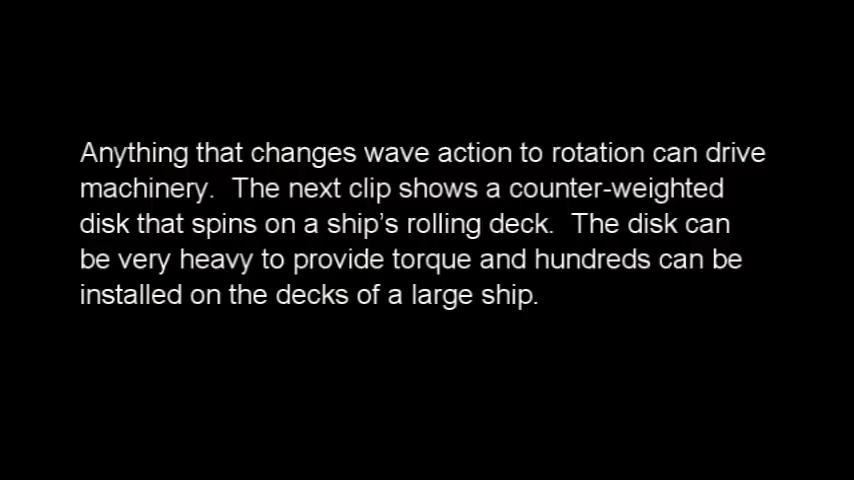 Anything that changes wave action to rotation can drive
machinery.  The next clip shows a counter-weighted
disk that spins on a ship's rolling deck.  The disk can
be very heavy to provide torque and hundreds can be
installed on the decks of a large ship.